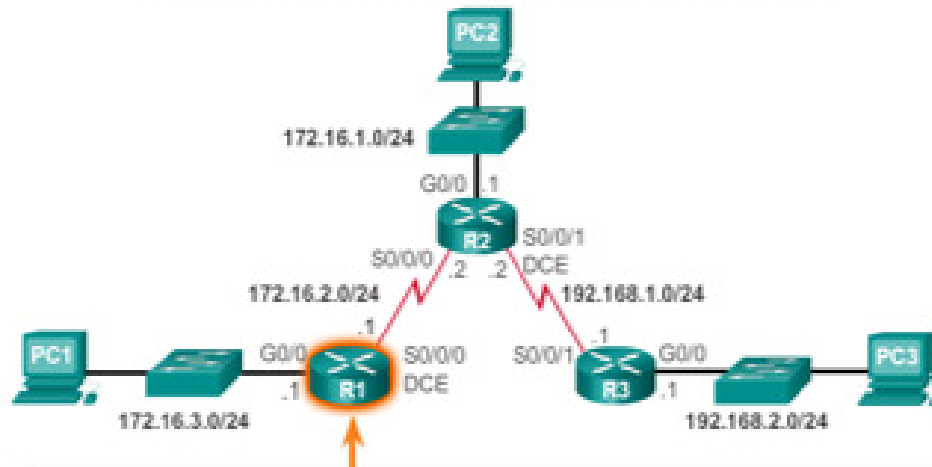 PC2
172.16.1.0/24
G0/0 .1
R2
S0/0/1
DCE
S0/0/0
.2 .2
172.16.2.0/24
192.168.1.0/24
.1
.1
PC1
G0/0
S0/0/0
S0/0/1
G0/0
PC3
.1
R1
DCE
R3
.1
172.16.3.0/24
192.168.2.0/24